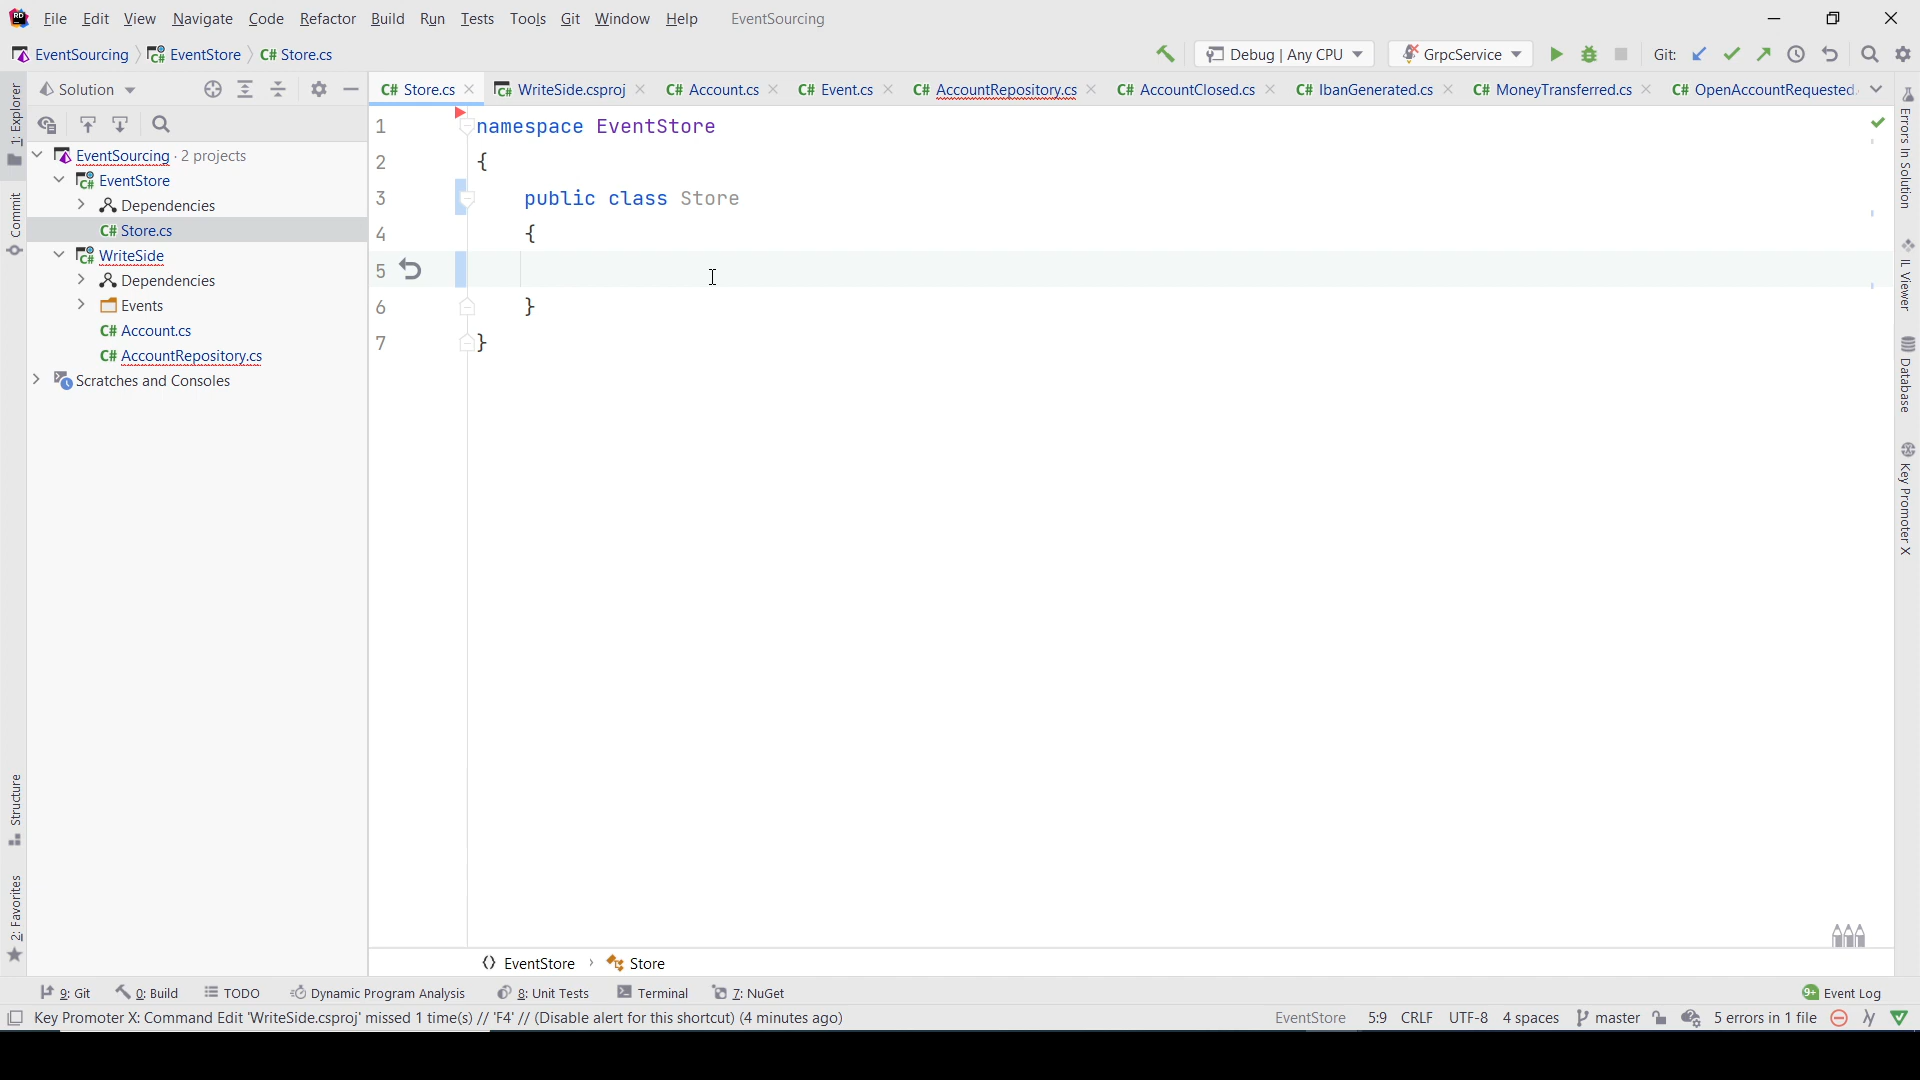 File Edit View Navigate Code Refactor Build Run Tests Tools Git Window Help EventSourcing
EventSourcing EventStore C# Store.cs Debug | Any CPU GrpcService Git:
1: Explorer
Commit
Structure
2: Favorites
Solution
EventSourcing · 2 projects
EventStore
Dependencies
C# Store.cs
WriteSide
Dependencies
Events
C# Account.cs
C# AccountRepository.cs
Scratches and Consoles
C# Store.cs WriteSide.csproj C# Account.cs C# Event.cs C# AccountRepository.cs C# AccountClosed.cs C# IbanGenerated.cs C# MoneyTransferred.cs C# OpenAccountRequested.
1 namespace EventStore
2 {
3 public class Store
4 {
5
6 }
7 }
EventStore › Store
Errors In Solution
IL Viewer
Database
Key Promoter X
9: Git 0: Build TODO Dynamic Program Analysis 8: Unit Tests Terminal 7: NuGet 9+ Event Log
Key Promoter X: Command Edit 'WriteSide.csproj' missed 1 time(s) // 'F4' // (Disable alert for this shortcut) (4 minutes ago) EventStore 5:9 CRLF UTF-8 4 spaces master 5 errors in 1 file